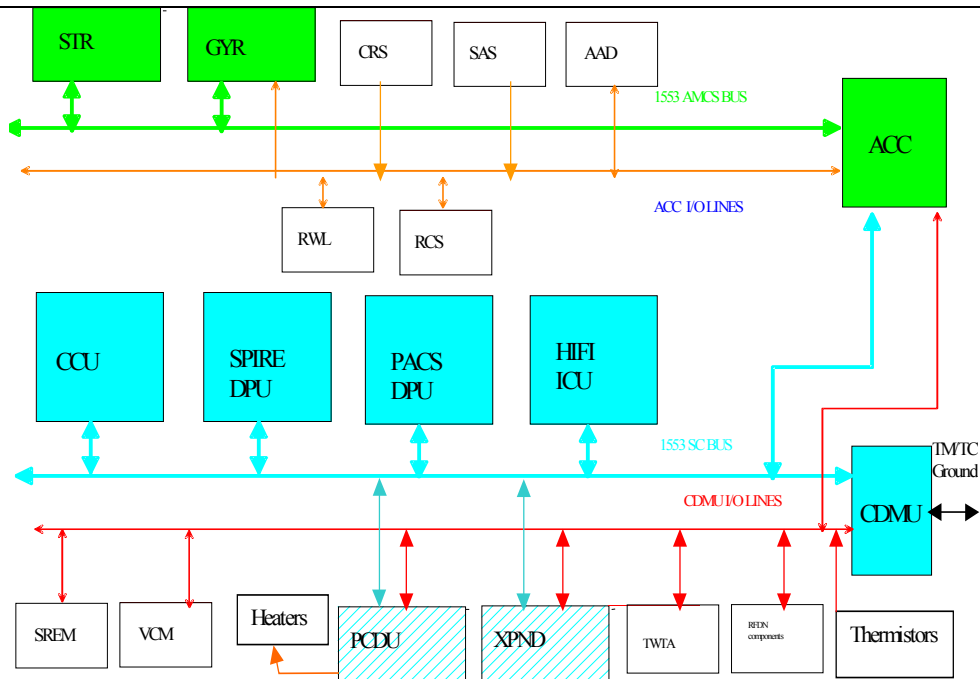 STR
GYR
CRS
SAS
AAD
1553 AMCS BUS
ACC
ACC I/O LINES
RWL
RCS
CCU
SPIRE
DPU
PACS
DPU
HIFI
ICU
1553 SC BUS
TM/TC
Ground
CDMU I/O LINES
CDMU
SREM
VCM
Heaters
PCDU
XPND
TWTA
RFDN
components
Thermistors